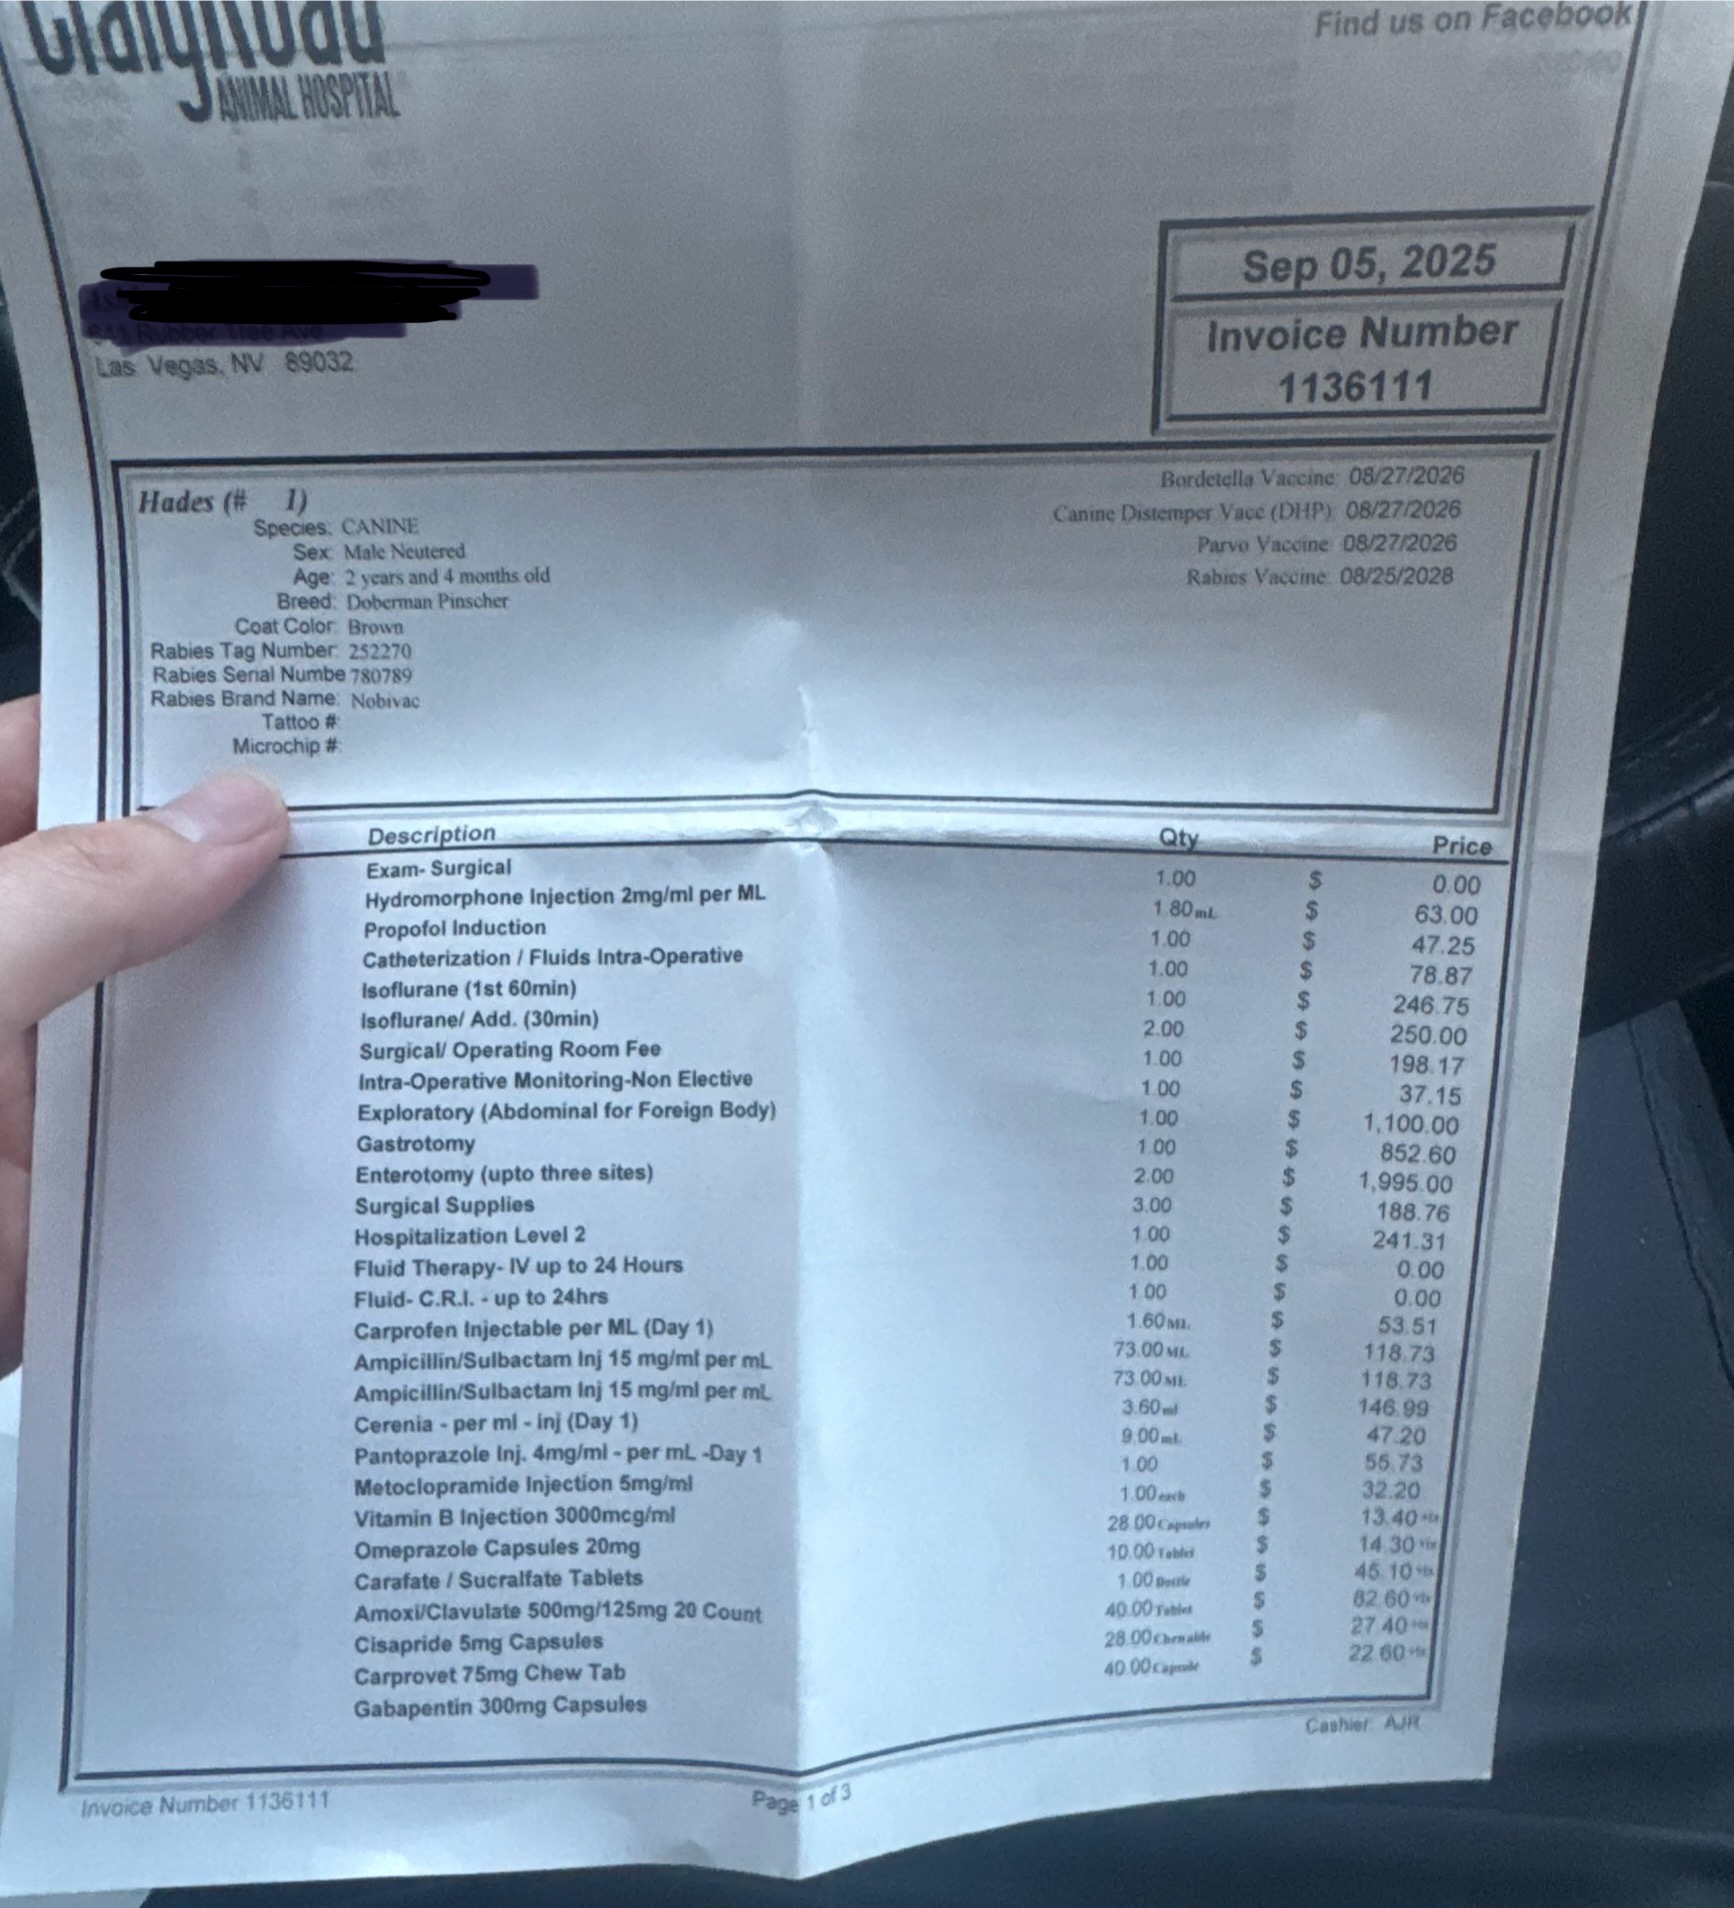 ANIMAL HOSPITAL
Find us on Facebook
Sep 05, 2025
Invoice Number
1136111
Las Vegas, NV 89032
Hades (# 1)
Species: CANINE
Sex: Male Neutered
Age: 2 years and 4 months old
Breed: Doberman Pinscher
Coat Color: Brown
Rabies Tag Number: 252270
Rabies Serial Numbe 780789
Rabies Brand Name: Nobivac
Tattoo #:
Microchip #:
Bordetella Vaccine: 08/27/2026
Canine Distemper Vacc (DHP): 08/27/2026
Parvo Vaccine: 08/27/2026
Rabies Vaccine: 08/25/2028
Description Qty Price
Exam- Surgical 1.00 $ 0.00
Hydromorphone Injection 2mg/ml per ML 1.80 mL $ 63.00
Propofol Induction 1.00 $ 47.25
Catheterization / Fluids Intra-Operative 1.00 $ 78.87
Isoflurane (1st 60min) 1.00 $ 246.75
Isoflurane/ Add. (30min) 2.00 $ 250.00
Surgical/ Operating Room Fee 1.00 $ 198.17
Intra-Operative Monitoring-Non Elective 1.00 $ 37.15
Exploratory (Abdominal for Foreign Body) 1.00 $ 1,100.00
Gastrotomy 1.00 $ 852.60
Enterotomy (upto three sites) 2.00 $ 1,995.00
Surgical Supplies 3.00 $ 188.76
Hospitalization Level 2 1.00 $ 241.31
Fluid Therapy- IV up to 24 Hours 1.00 $ 0.00
Fluid- C.R.I. - up to 24hrs 1.00 $ 0.00
Carprofen Injectable per ML (Day 1) 1.60 ML $ 53.51
Ampicillin/Sulbactam Inj 15 mg/ml per mL 73.00 ML $ 118.73
Ampicillin/Sulbactam Inj 15 mg/ml per mL 73.00 ML $ 118.73
Cerenia - per ml - inj (Day 1) 3.60 ml $ 146.99
Pantoprazole Inj. 4mg/ml - per mL -Day 1 9.00 mL $ 47.20
Metoclopramide Injection 5mg/ml 1.00 $ 55.73
Vitamin B Injection 3000mcg/ml 1.00 each $ 32.20
Omeprazole Capsules 20mg 28.00 Capsules $ 13.40
Carafate / Sucralfate Tablets 10.00 Tablet $ 14.30
Amoxi/Clavulate 500mg/125mg 20 Count 1.00 Bottle $ 45.10
Cisapride 5mg Capsules 40.00 Tablet $
Carprovet 75mg Chew Tab 28.00 Chewable $ 27.40
Gabapentin 300mg Capsules 40.00 Capsule $ 22.60
Cashier: AJR
Invoice Number 1136111
Page 1 of 3